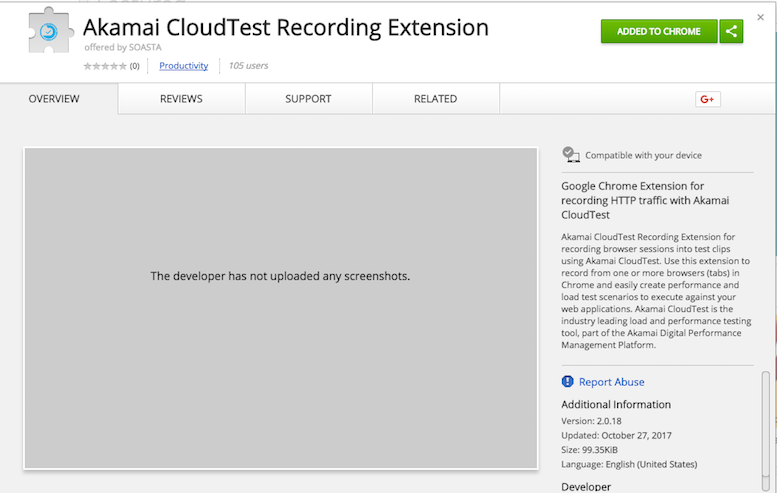 Akamai CloudTest Recording Extension
offered by SOASTA
(0)
Productivity
105 users
ADDED TO CHROME
OVERVIEW
REVIEWS
SUPPORT
RELATED
G+
Compatible with your device
The developer has not uploaded any screenshots.
Google Chrome Extension for
recording HTTP traffic with Akamai
CloudTest
Akamai CloudTest Recording Extension for
recording browser sessions into test clips
using Akamai CloudTest. Use this extension to
record from one or more browsers (tabs) in
Chrome and easily create performance and
load test scenarios to execute against your
web applications. Akamai CloudTest is the
industry leading load and performance testing
tool, part of the Akamai Digital Performance
Management Platform.
Report Abuse
Additional Information
Version: 2.0.18
Updated: October 27, 2017
Size: 99.35KiB
Language: English (United States)
Developer